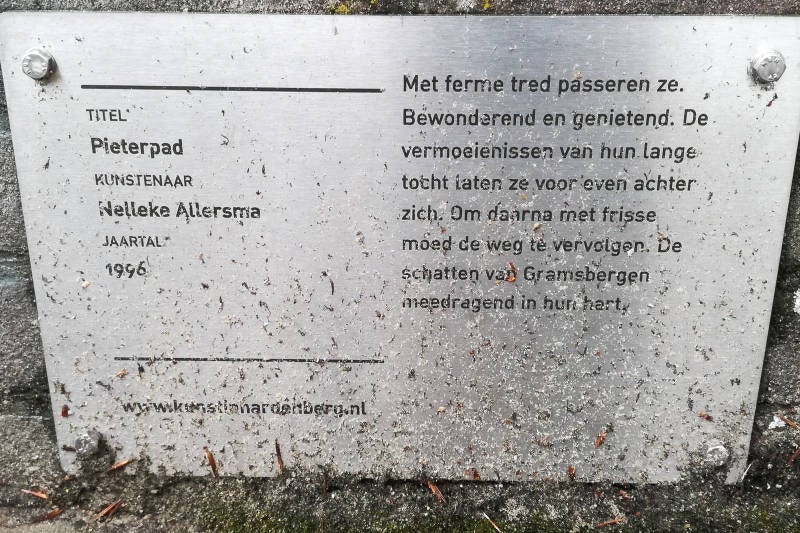 TITEL
Pieterpad
KUNSTENAAR
Nelleke Allersma
JAARTAL
1996
www.kunstinhardenberg.nl
Met ferme tred passeren ze.
Bewonderend en genietend. De
vermoeienissen van hun lange
tocht laten ze voor even achter
zich. Om daarna met frisse
moed de weg te vervolgen. De
schatten van Gramsbergen
meedragend in hun hart.